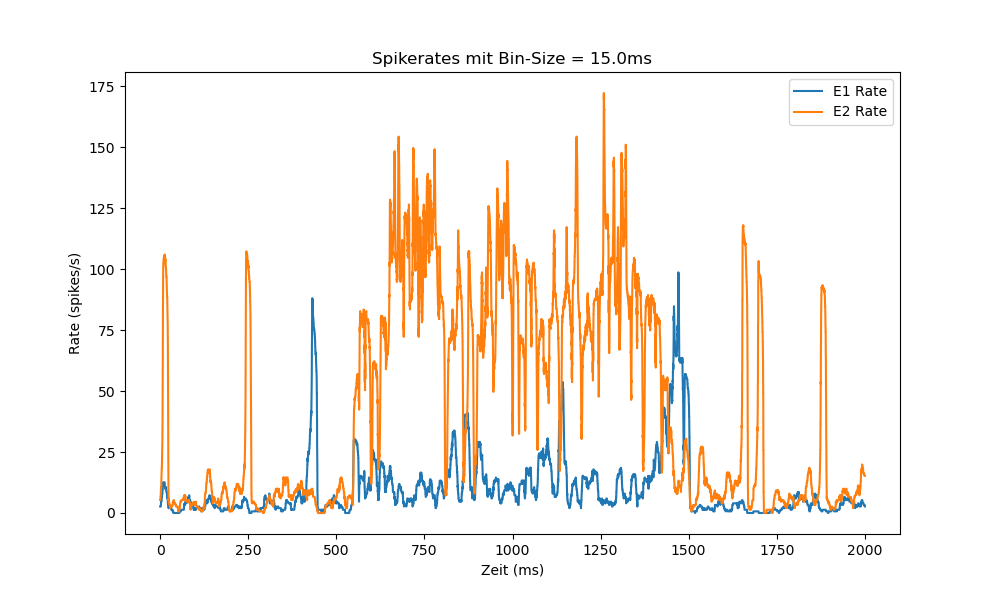 Spikerates mit Bin-Size = 15.0ms
E1 Rate
E2 Rate
Rate (spikes/s)
175
150
125
100
75
50
25
0
0 250 500 750 1000 1250 1500 1750 2000
Zeit (ms)